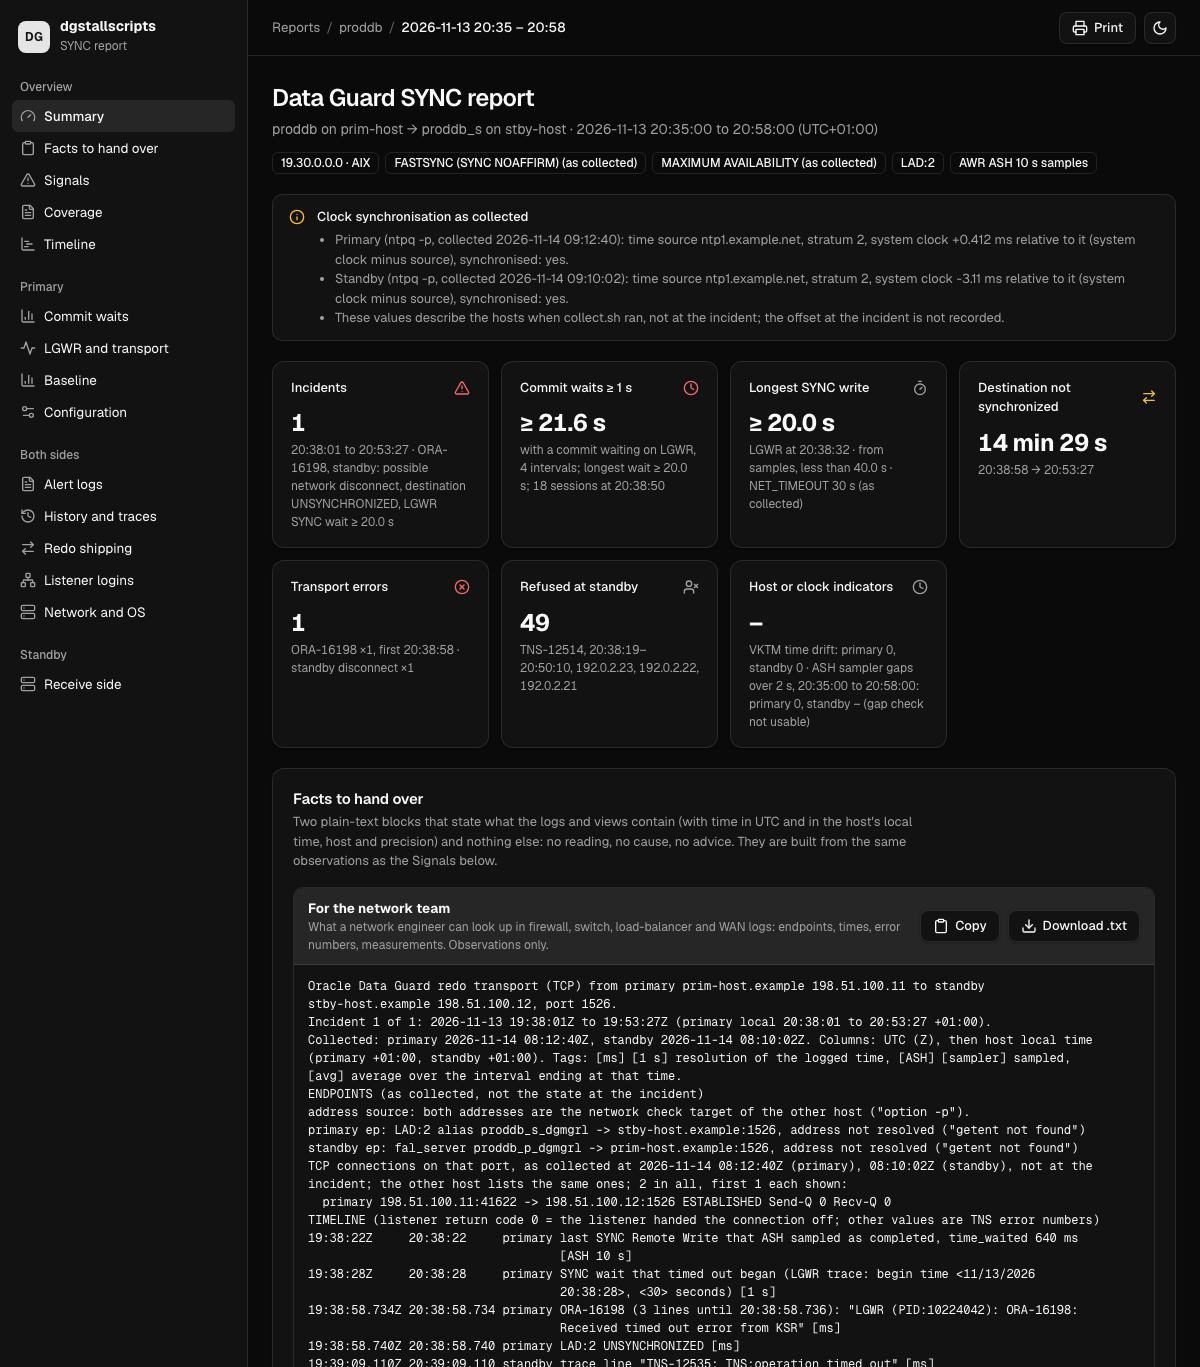 DG
dgstallscripts
SYNC report
Overview
Summary
Facts to hand over
Signals
Coverage
Timeline
Primary
Commit waits
LGWR and transport
Baseline
Configuration
Both sides
Alert logs
History and traces
Redo shipping
Listener logins
Network and OS
Standby
Receive side
Reports / proddb / 2026-11-13 20:35 – 20:58
Print
Data Guard SYNC report
proddb on prim-host → proddb_s on stby-host · 2026-11-13 20:35:00 to 20:58:00 (UTC+01:00)
19.30.0.0.0 · AIX
FASTSYNC (SYNC NOAFFIRM) (as collected)
MAXIMUM AVAILABILITY (as collected)
LAD:2
AWR ASH 10 s samples
Clock synchronisation as collected
• Primary (ntpq -p, collected 2026-11-14 09:12:40): time source ntp1.example.net, stratum 2, system clock +0.412 ms relative to it (system
clock minus source), synchronised: yes.
• Standby (ntpq -p, collected 2026-11-14 09:10:02): time source ntp1.example.net, stratum 2, system clock -3.11 ms relative to it (system
clock minus source), synchronised: yes.
• These values describe the hosts when collect.sh ran, not at the incident; the offset at the incident is not recorded.
Incidents
1
20:38:01 to 20:53:27 · ORA-
16198, standby: possible
network disconnect, destination
UNSYNCHRONIZED, LGWR
SYNC wait ≥ 20.0 s
Commit waits ≥ 1 s
≥ 21.6 s
with a commit waiting on LGWR,
4 intervals; longest wait ≥ 20.0
s; 18 sessions at 20:38:50
Longest SYNC write
≥ 20.0 s
LGWR at 20:38:32 · from
samples, less than 40.0 s ·
NET_TIMEOUT 30 s (as
collected)
Destination not
synchronized
14 min 29 s
20:38:58 → 20:53:27
Transport errors
1
ORA-16198 ×1, first 20:38:58 ·
standby disconnect ×1
Refused at standby
49
TNS-12514, 20:38:19–
20:50:10, 192.0.2.23, 192.0.2.22,
192.0.2.21
Host or clock indicators
–
VKTM time drift: primary 0,
standby 0 · ASH sampler gaps
over 2 s, 20:35:00 to 20:58:00:
primary 0, standby – (gap check
not usable)
Facts to hand over
Two plain-text blocks that state what the logs and views contain (with time in UTC and in the host's local
time, host and precision) and nothing else: no reading, no cause, no advice. They are built from the same
observations as the Signals below.
For the network team
What a network engineer can look up in firewall, switch, load-balancer and WAN logs: endpoints, times, error
numbers, measurements. Observations only.
Copy
Download .txt
Oracle Data Guard redo transport (TCP) from primary prim-host.example 198.51.100.11 to standby
stby-host.example 198.51.100.12, port 1526.
Incident 1 of 1: 2026-11-13 19:38:01Z to 19:53:27Z (primary local 20:38:01 to 20:53:27 +01:00).
Collected: primary 2026-11-14 08:12:40Z, standby 2026-11-14 08:10:02Z. Columns: UTC (Z), then host local time
(primary +01:00, standby +01:00). Tags: [ms] [1 s] resolution of the logged time, [ASH] [sampler] sampled,
[avg] average over the interval ending at that time.
ENDPOINTS (as collected, not the state at the incident)
address source: both addresses are the network check target of the other host ("option -p").
primary ep: LAD:2 alias proddb_s_dgmgrl -> stby-host.example:1526, address not resolved ("getent not found")
standby ep: fal_server proddb_p_dgmgrl -> prim-host.example:1526, address not resolved ("getent not found")
TCP connections on that port, as collected at 2026-11-14 08:12:40Z (primary), 08:10:02Z (standby), not at the
incident; the other host lists the same ones; 2 in all, first 1 each shown:
primary 198.51.100.11:41622 -> 198.51.100.12:1526 ESTABLISHED Send-Q 0 Recv-Q 0
TIMELINE (listener return code 0 = the listener handed the connection off; other values are TNS error numbers)
19:38:22Z 20:38:22 primary last SYNC Remote Write that ASH sampled as completed, time_waited 640 ms
[ASH 10 s]
19:38:28Z 20:38:28 primary SYNC wait that timed out began (LGWR trace: begin time <11/13/2026
20:38:28>, <30> seconds) [1 s]
19:38:58.734Z 20:38:58.734 primary ORA-16198 (3 lines until 20:38:58.736): "LGWR (PID:10224042): ORA-16198:
Received timed out error from KSR" [ms]
19:38:58.740Z 20:38:58.740 primary LAD:2 UNSYNCHRONIZED [ms]
19:39:09.110Z 20:39:09.110 standby trace line "TNS-12535: TNS:operation timed out" [ms]